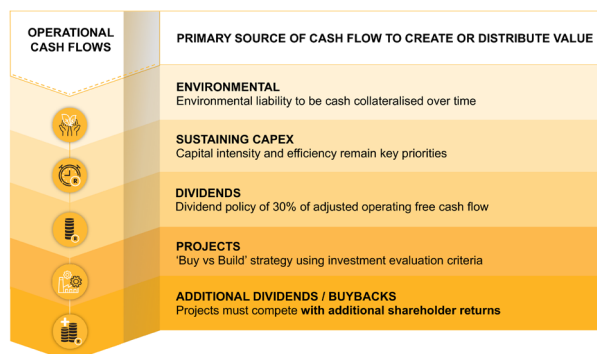 OPERATIONAL
CASH FLOWS
PRIMARY SOURCE OF CASH FLOW TO CREATE OR DISTRIBUTE VALUE
ENVIRONMENTAL
Environmental liability to be cash collateralised over time
SUSTAINING CAPEX
Capital intensity and efficiency remain key priorities
R
DIVIDENDS
Dividend policy of 30% of adjusted operating free cash flow
R
PROJECTS
‘Buy vs Build’ strategy using investment evaluation criteria
ADDITIONAL DIVIDENDS / BUYBACKS
Projects must compete with additional shareholder returns
R